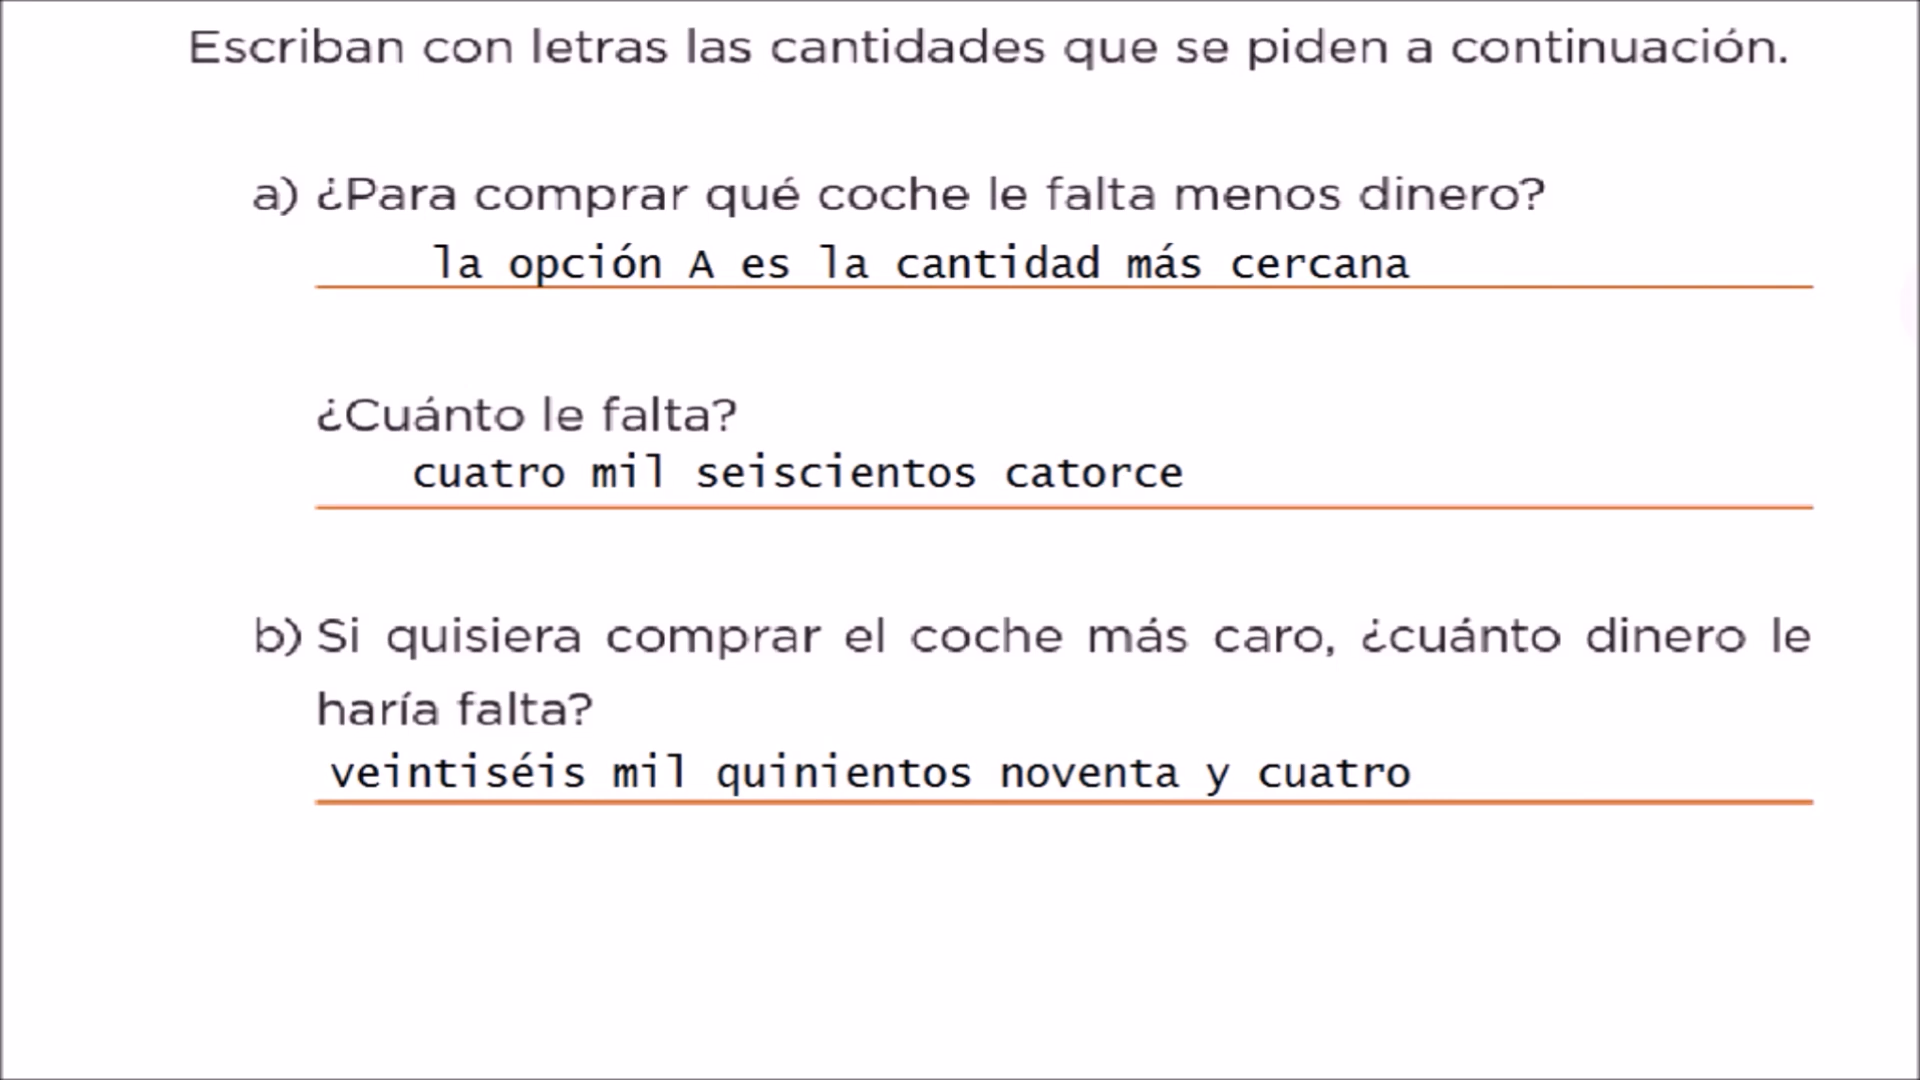 Escriban con letras las cantidades que se piden a continuación.
a) ¿Para comprar qué coche le falta menos dinero?
la opción A es la cantidad más cercana
¿Cuánto le falta?
cuatro mil seiscientos catorce
b) Si quisiera comprar el coche más caro, ¿cuánto dinero le
haría falta?
veintiséis mil quinientos noventa y cuatro